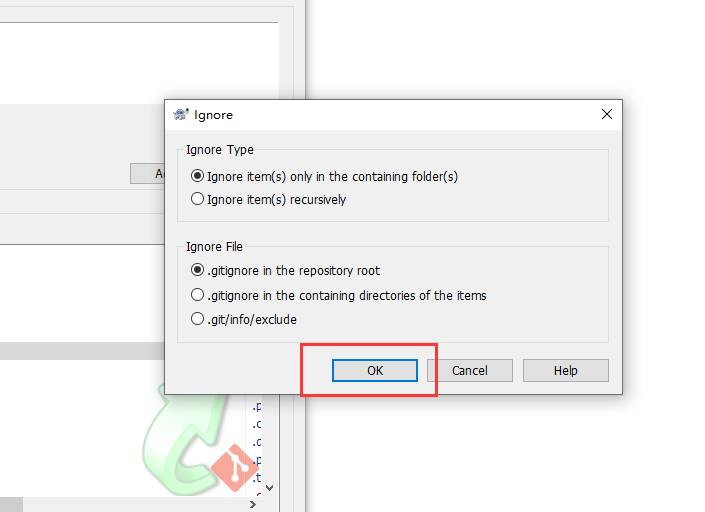 Ignore
Ignore Type
Ignore item(s) only in the containing folder(s)
Ignore item(s) recursively
Ignore File
.gitignore in the repository root
.gitignore in the containing directories of the items
.git/info/exclude
OK Cancel Help